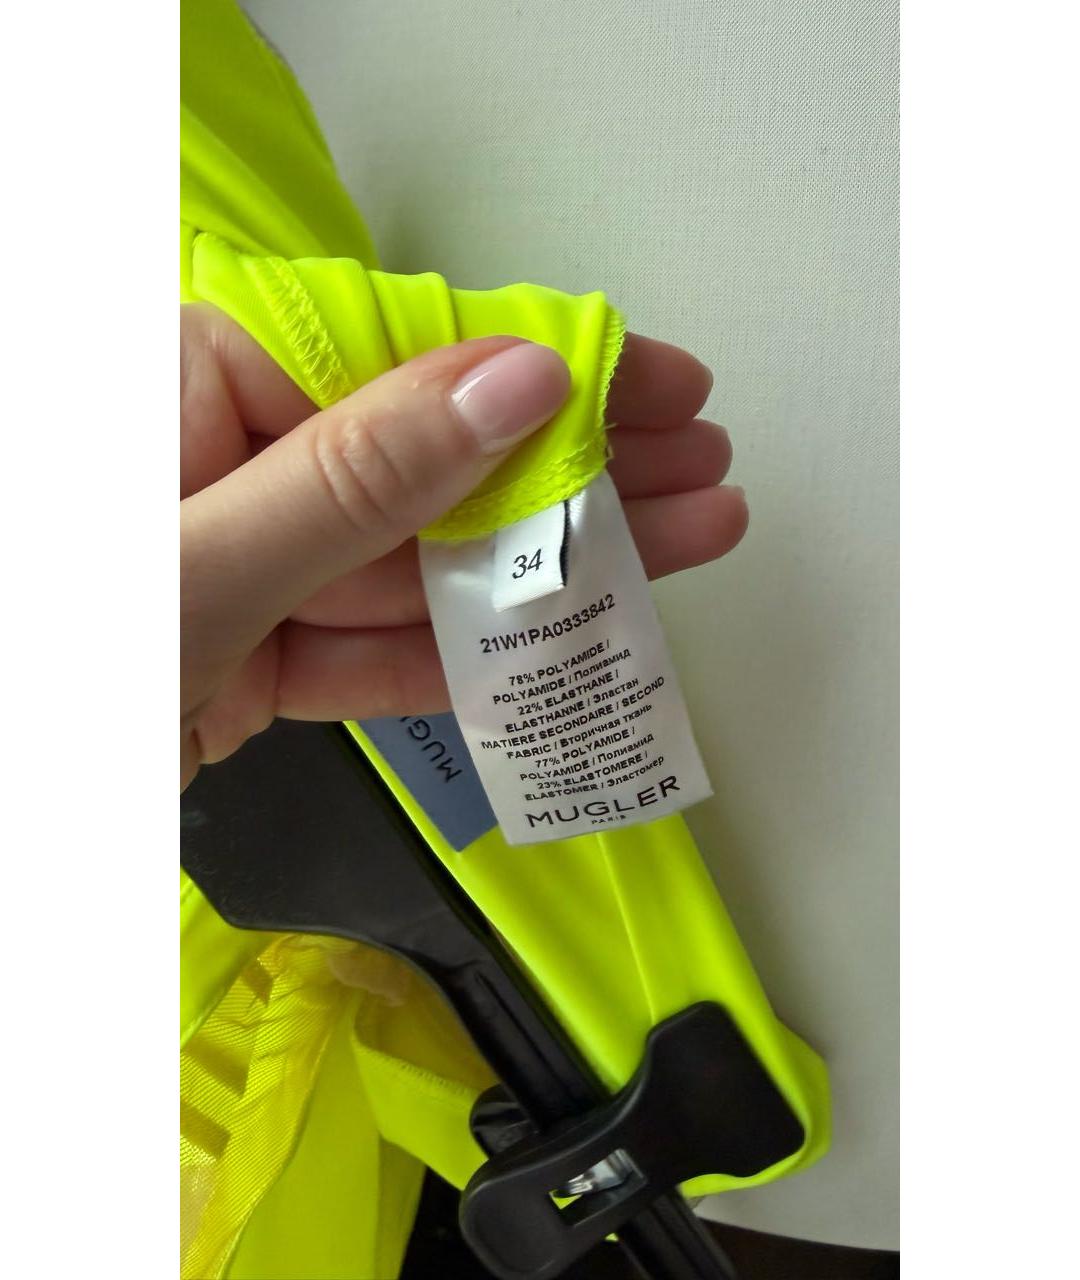 34
21W1PA0333842
78% POLYAMIDE /
POLYAMIDE / Полиамид
22% ELASTHANE /
ELASTHANNE / Эластан
MATIERE SECONDAIRE / SECOND
FABRIC / Вторичная ткань
77% POLYAMIDE /
POLYAMIDE / Полиамид
23% ELASTOMERE /
ELASTOMER / Эластомер
MUGLER
PARIS